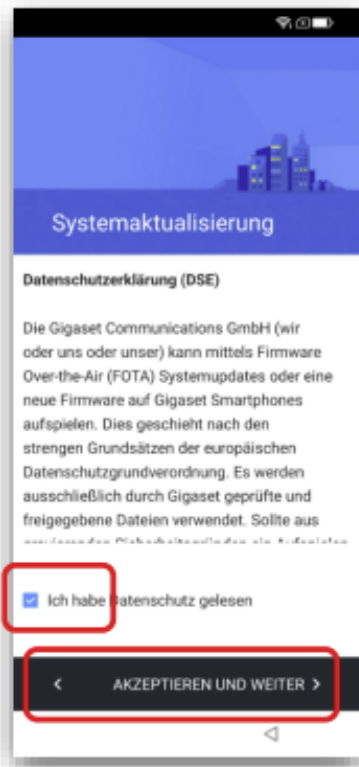 Systemaktualisierung
Datenschutzerklärung (DSE)
Die Gigaset Communications GmbH (wir
oder uns oder unser) kann mittels Firmware
Over-the-Air (FOTA) Systemupdates oder eine
neue Firmware auf Gigaset Smartphones
aufspielen. Dies geschieht nach den
strengen Grundsätzen der europäischen
Datenschutzgrundverordnung. Es werden
ausschließlich durch Gigaset geprüfte und
freigegebene Dateien verwendet. Sollte aus
Ich habe Datenschutz gelesen
AKZEPTIEREN UND WEITER